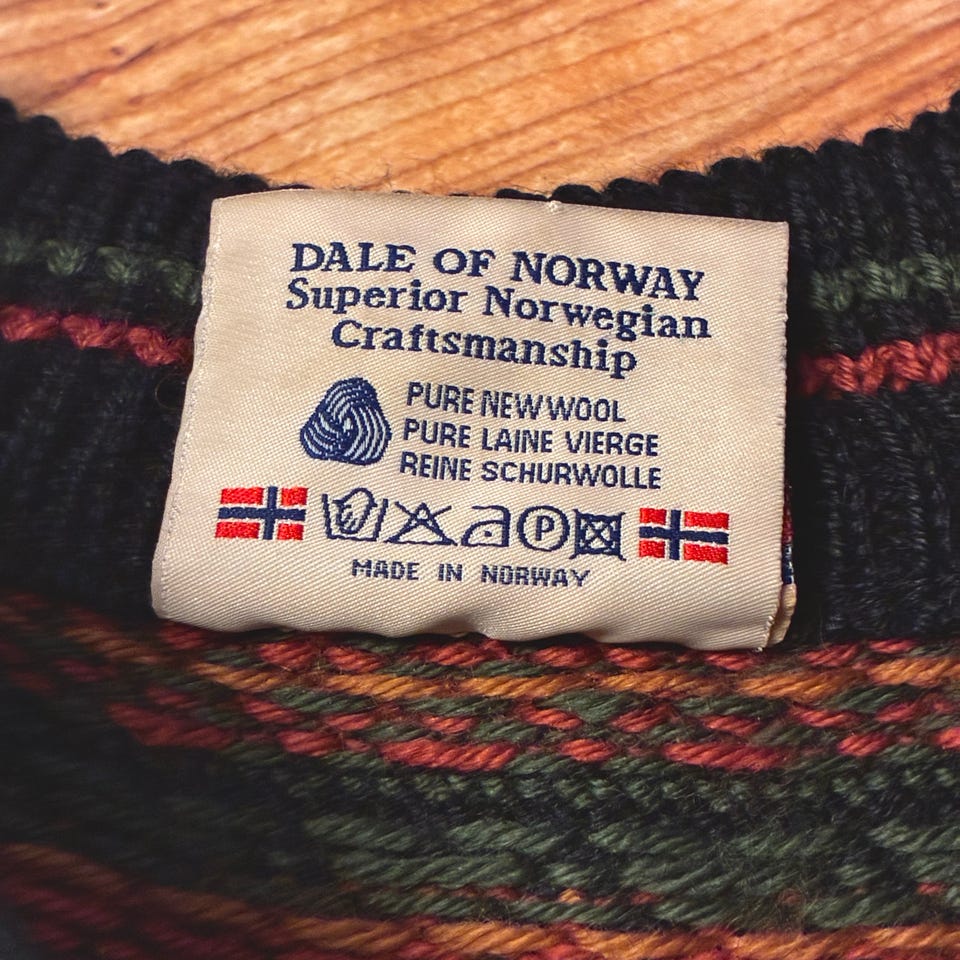 DALE OF NORWAY
Superior Norwegian
Craftsmanship
PURE NEW WOOL
PURE LAINE VIERGE
REINE SCHURWOLLE
P
MADE IN NORWAY